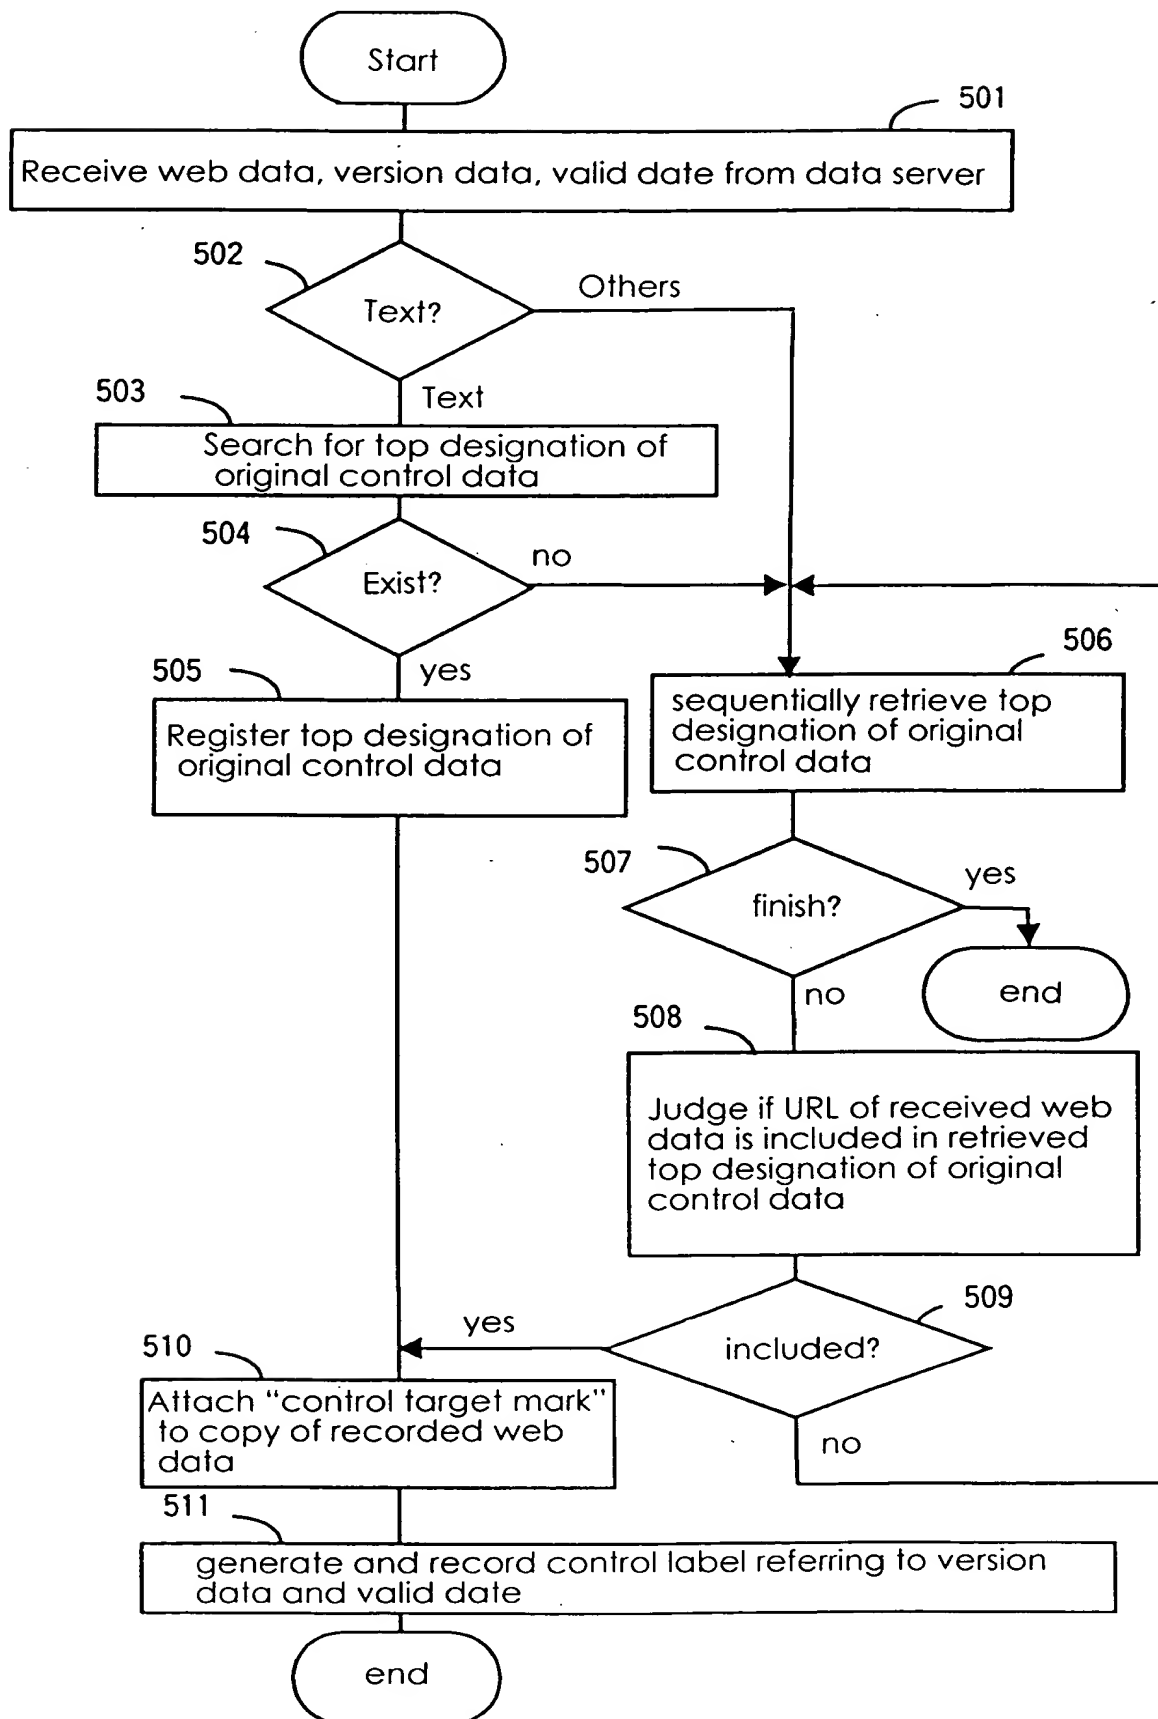 Start
501
Receive web data, version data, valid date from data server
502
Text?
Others
Text
503
Search for top designation of
original control data
504
Exist?
no
yes
505
Register top designation of
original control data
506
sequentially retrieve top
designation of original
control data
507
finish?
yes
end
no
508
Judge if URL of received web
data is included in retrieved
top designation of original
control data
509
included?
yes
no
510
Attach "control target mark"
to copy of recorded web
data
511
generate and record control label referring to version
data and valid date
end